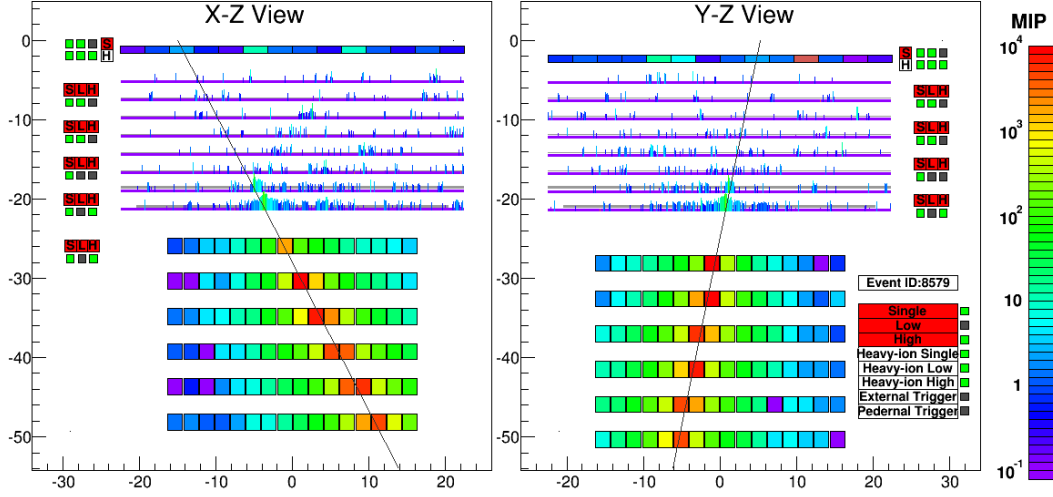 X-Z View
Y-Z View
MIP
0
-10
-20
-30
-40
-50
-30
-20
-10
0
10
20
S
H
S L H
S L H
S L H
S L H
S L H
0
-10
-20
-30
-40
-50
-30
-20
-10
0
10
20
30
S
H
S L H
S L H
S L H
S L H
Event ID:8579
Single
Low
High
Heavy-ion Single
Heavy-ion Low
Heavy-ion High
External Trigger
Pedernal Trigger
10^4
10^3
10^2
10
1
10^-1